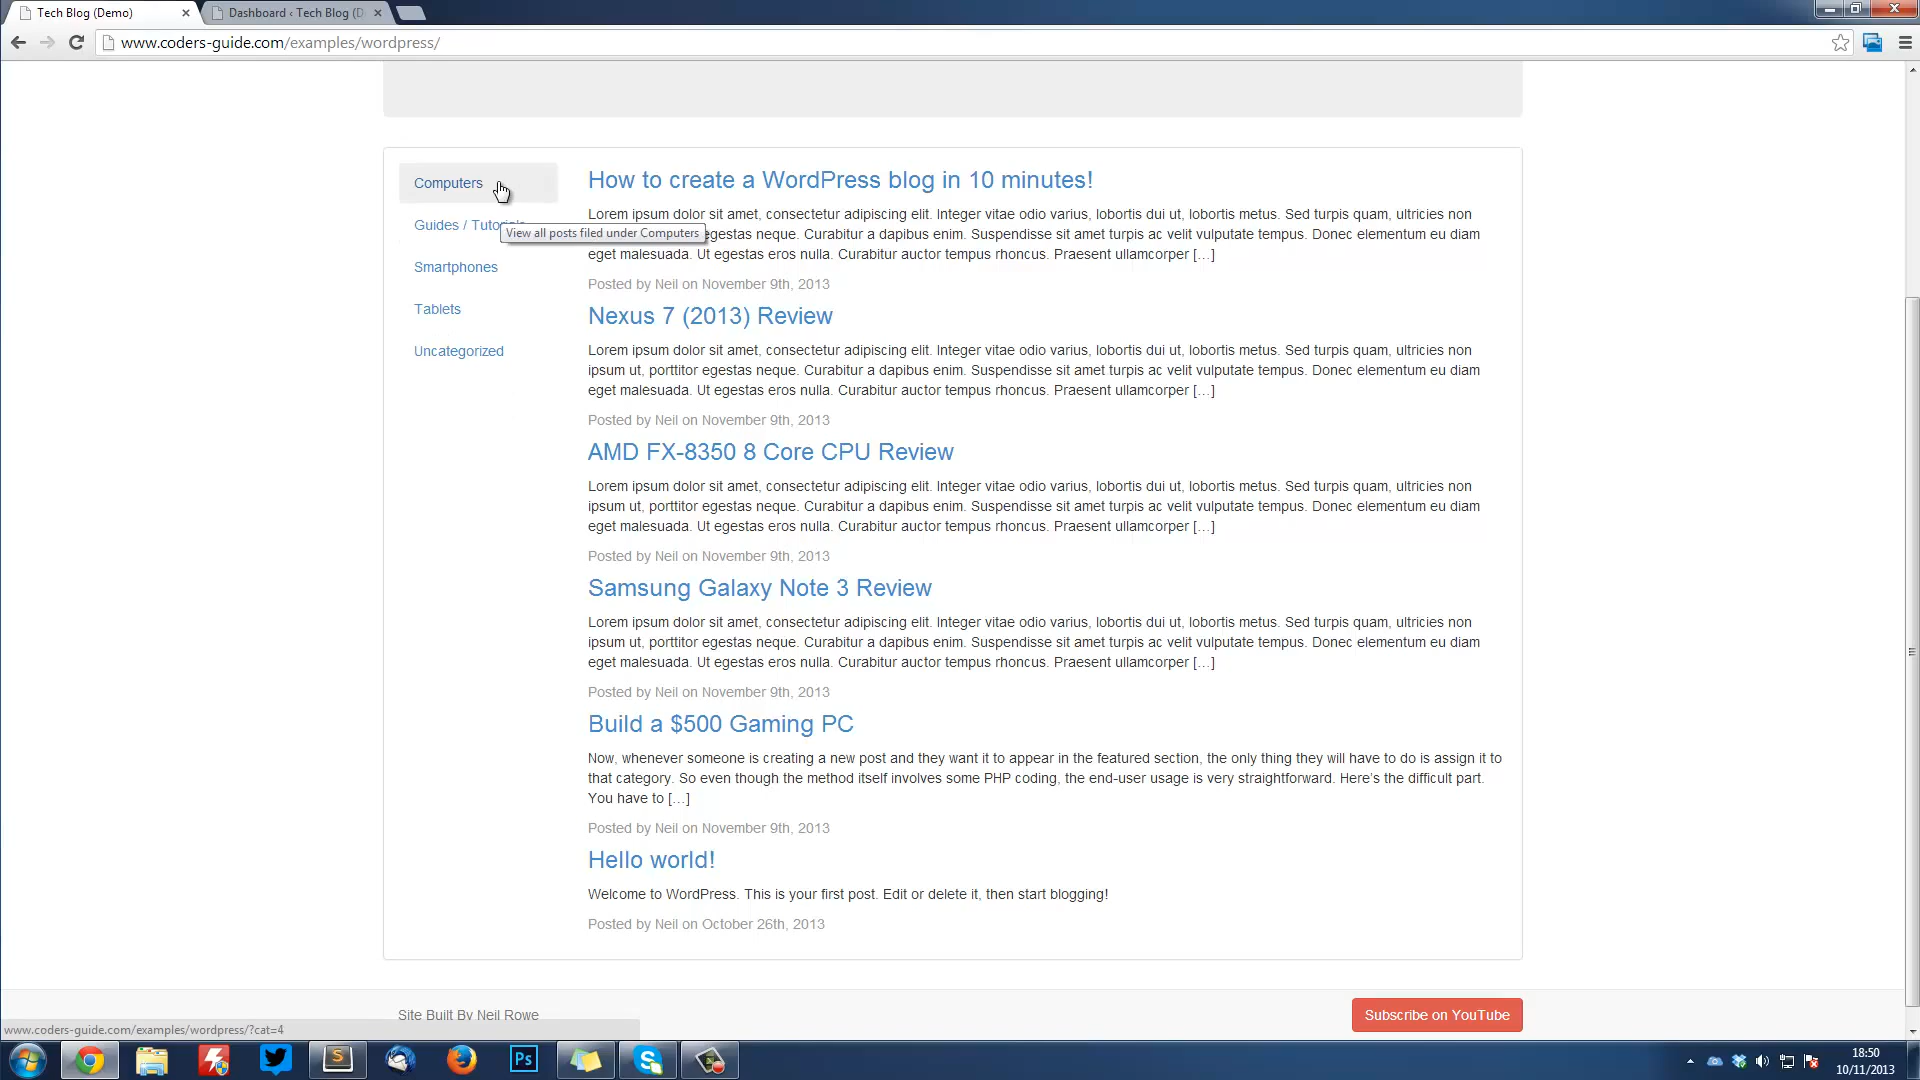 Tech Blog (Demo)
Dashboard ‹ Tech Blog (D
www.coders-guide.com/examples/wordpress/
Computers
Guides / Tutorials
Smartphones
Tablets
Uncategorized
View all posts filed under Computers
How to create a WordPress blog in 10 minutes!
Lorem ipsum dolor sit amet, consectetur adipiscing elit. Integer vitae odio varius, lobortis dui ut, lobortis metus. Sed turpis quam, ultricies non
egestas neque. Curabitur a dapibus enim. Suspendisse sit amet turpis ac velit vulputate tempus. Donec elementum eu diam
eget malesuada. Ut egestas eros nulla. Curabitur auctor tempus rhoncus. Praesent ullamcorper […]
Posted by Neil on November 9th, 2013
Nexus 7 (2013) Review
Lorem ipsum dolor sit amet, consectetur adipiscing elit. Integer vitae odio varius, lobortis dui ut, lobortis metus. Sed turpis quam, ultricies non
ipsum ut, porttitor egestas neque. Curabitur a dapibus enim. Suspendisse sit amet turpis ac velit vulputate tempus. Donec elementum eu diam
eget malesuada. Ut egestas eros nulla. Curabitur auctor tempus rhoncus. Praesent ullamcorper […]
Posted by Neil on November 9th, 2013
AMD FX-8350 8 Core CPU Review
Lorem ipsum dolor sit amet, consectetur adipiscing elit. Integer vitae odio varius, lobortis dui ut, lobortis metus. Sed turpis quam, ultricies non
ipsum ut, porttitor egestas neque. Curabitur a dapibus enim. Suspendisse sit amet turpis ac velit vulputate tempus. Donec elementum eu diam
eget malesuada. Ut egestas eros nulla. Curabitur auctor tempus rhoncus. Praesent ullamcorper […]
Posted by Neil on November 9th, 2013
Samsung Galaxy Note 3 Review
Lorem ipsum dolor sit amet, consectetur adipiscing elit. Integer vitae odio varius, lobortis dui ut, lobortis metus. Sed turpis quam, ultricies non
ipsum ut, porttitor egestas neque. Curabitur a dapibus enim. Suspendisse sit amet turpis ac velit vulputate tempus. Donec elementum eu diam
eget malesuada. Ut egestas eros nulla. Curabitur auctor tempus rhoncus. Praesent ullamcorper […]
Posted by Neil on November 9th, 2013
Build a $500 Gaming PC
Now, whenever someone is creating a new post and they want it to appear in the featured section, the only thing they will have to do is assign it to
that category. So even though the method itself involves some PHP coding, the end-user usage is very straightforward. Here's the difficult part.
You have to […]
Posted by Neil on November 9th, 2013
Hello world!
Welcome to WordPress. This is your first post. Edit or delete it, then start blogging!
Posted by Neil on October 26th, 2013
Site Built By Neil Rowe
Subscribe on YouTube
www.coders-guide.com/examples/wordpress/?cat=4
S
Ps
S
18:50
10/11/2013